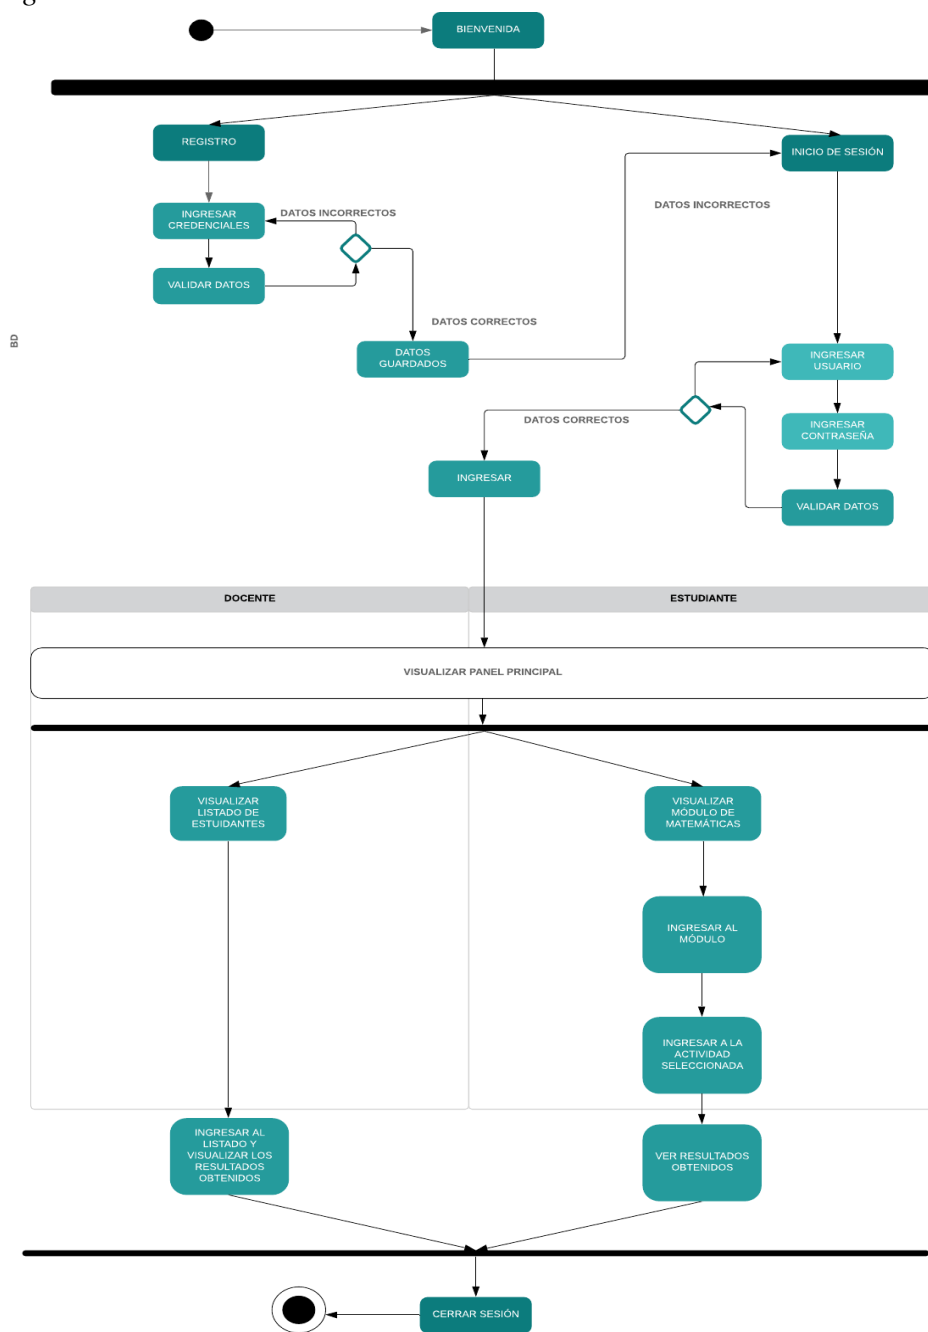 BIENVENIDA
REGISTRO
INICIO DE SESIÓN
INGRESAR
CREDENCIALES
DATOS INCORRECTOS
DATOS INCORRECTOS
VALIDAR DATOS
DATOS CORRECTOS
BD
DATOS
GUARDADOS
INGRESAR
USUARIO
DATOS CORRECTOS
INGRESAR
CONTRASEÑA
INGRESAR
VALIDAR DATOS
DOCENTE
ESTUDIANTE
VISUALIZAR PANEL PRINCIPAL
VISUALIZAR
LISTADO DE
ESTUIDANTES
VISUALIZAR
MÓDULO DE
MATEMÁTICAS
INGRESAR AL
MÓDULO
INGRESAR A LA
ACTIVIDAD
SELECCIONADA
INGRESAR AL
LISTADO Y
VISUALIZAR LOS
RESULTADOS
OBTENIDOS
VER RESULTADOS
OBTENIDOS
CERRAR SESIÓN